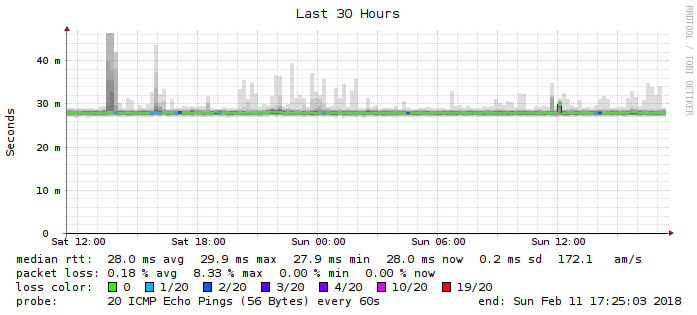 Last 30 Hours
RRDTOOL / TOBI OETIKER
Seconds
40 m
30 m
20 m
10 m
0
Sat 12:00 Sat 18:00 Sun 00:00 Sun 06:00 Sun 12:00
median rtt: 28.0 ms avg 29.9 ms max 27.9 ms min 28.0 ms now 0.2 ms sd 172.1 am/s
packet loss: 0.18 % avg 8.33 % max 0.00 % min 0.00 % now
loss color: 0 1/20 2/20 3/20 4/20 10/20 19/20
probe: 20 ICMP Echo Pings (56 Bytes) every 60s end: Sun Feb 11 17:25:03 2018